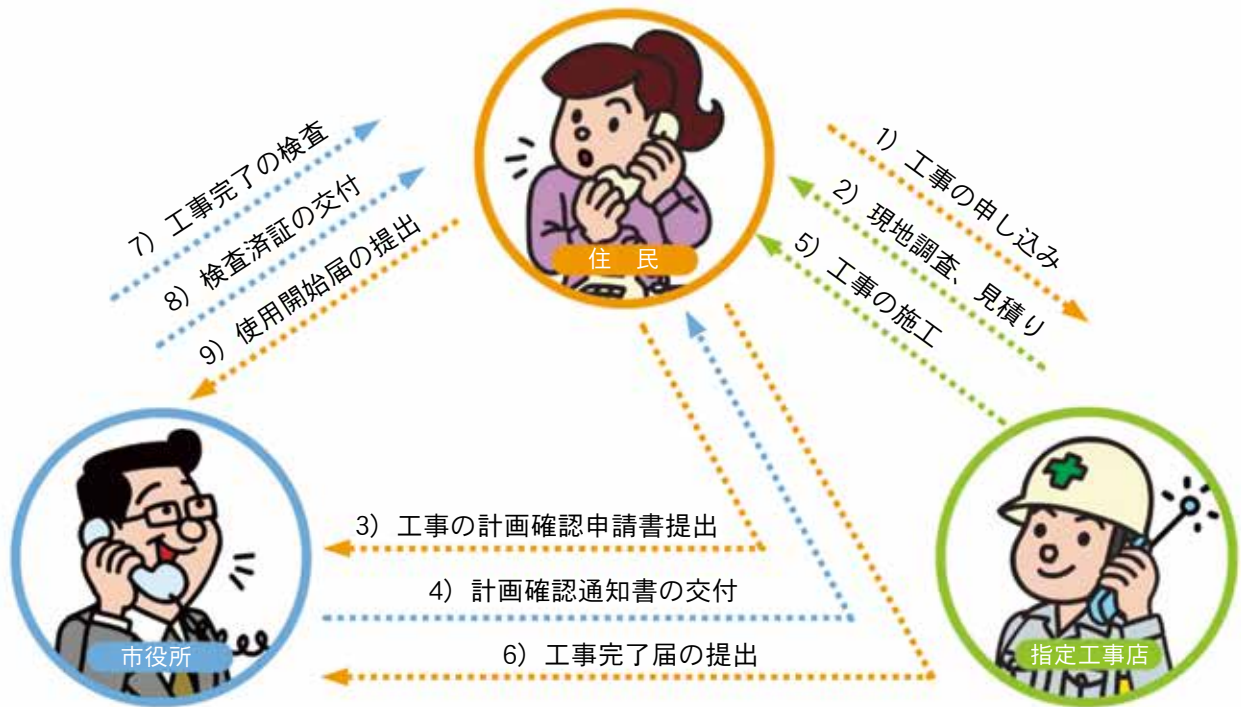 住　民
1）工事の申し込み
2）現地調査、見積り
5）工事の施工
7）工事完了の検査
8）検査済証の交付
9）使用開始届の提出
3）工事の計画確認申請書提出
4）計画確認通知書の交付
6）工事完了届の提出
市役所
指定工事店